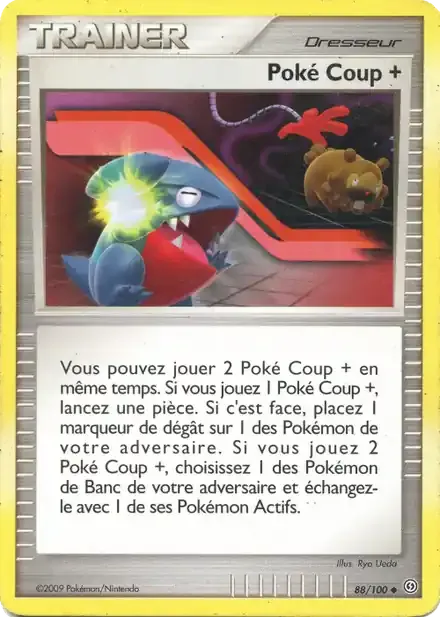 TRAINER
Dresseur
Poké Coup +
Vous pouvez jouer 2 Poké Coup + en
même temps. Si vous jouez 1 Poké Coup +,
lancez une pièce. Si c'est face, placez 1
marqueur de dégât sur 1 des Pokémon de
votre adversaire. Si vous jouez 2
Poké Coup +, choisissez 1 des Pokémon
de Banc de votre adversaire et échangez-
le avec 1 de ses Pokémon Actifs.
Illus. Ryo Ueda
©2009 Pokémon/Nintendo
88/100